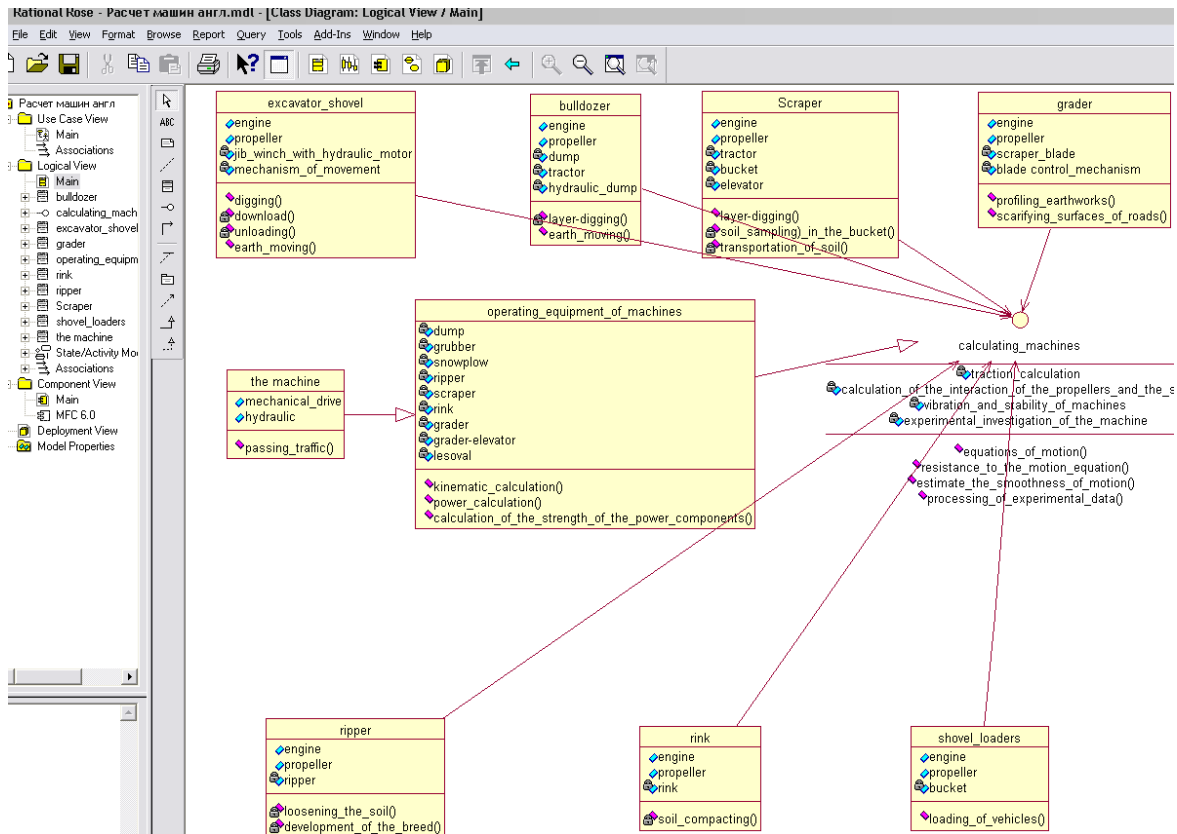 Rational Rose - Расчет машин англ.mdl - [Class Diagram: Logical View / Main]
File Edit View Format Browse Report Query Tools Add-Ins Window Help
Расчет машин англ
Use Case View
Main
Associations
Logical View
Main
bulldozer
calculating_mach
excavator_shovel
grader
operating_equipm
rink
ripper
Scraper
shovel_loaders
the machine
State/Activity Mo
Associations
Component View
Main
MFC 6.0
Deployment View
Model Properties
ABC
excavator_shovel
engine
propeller
jib_winch_with_hydraulic_motor
mechanism_of_movement
digging()
download()
unloading()
earth_moving()
bulldozer
engine
propeller
dump
tractor
hydraulic_dump
layer-digging()
earth_moving()
Scraper
engine
propeller
tractor
bucket
elevator
layer-digging()
soil_sampling)_in_the_bucket()
transportation_of_soil()
grader
engine
propeller
scraper_blade
blade control_mechanism
profiling_earthworks()
scarifying_surfaces_of_roads()
the machine
mechanical_drive
hydraulic
passing_traffic()
operating_equipment_of_machines
dump
grubber
snowplow
ripper
scraper
rink
grader
grader-elevator
lesoval
kinematic_calculation()
power_calculation()
calculation_of_the_strength_of_the_power_components()
calculating_machines
traction_calculation
calculation_of_the_interaction_of_the_propellers_and_the_s
vibration_and_stability_of_machines
experimental_investigation_of_the_machine
equations_of_motion()
resistance_to_the_motion_equation()
estimate_the_smoothness_of_motion()
processing_of_experimental_data()
ripper
engine
propeller
ripper
loosening_the_soil()
development_of_the_breed()
rink
engine
propeller
rink
soil_compacting()
shovel_loaders
engine
propeller
bucket
loading_of_vehicles()